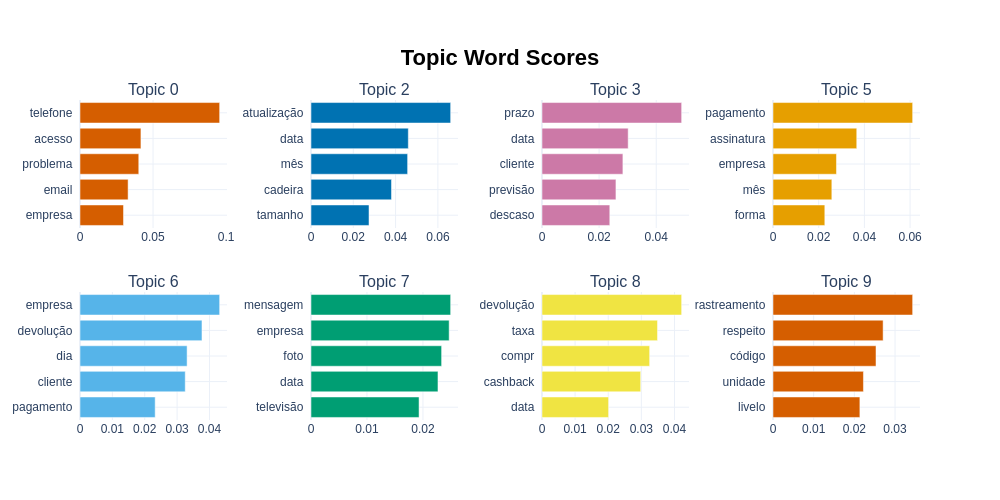 Topic Word Scores
Topic 0
telefone
acesso
problema
email
empresa
0 0.05 0.1
Topic 2
atualização
data
mês
cadeira
tamanho
0 0.02 0.04 0.06
Topic 3
prazo
data
cliente
previsão
descaso
0 0.02 0.04
Topic 5
pagamento
assinatura
empresa
mês
forma
0 0.02 0.04 0.06
Topic 6
empresa
devolução
dia
cliente
pagamento
0 0.01 0.02 0.03 0.04
Topic 7
mensagem
empresa
foto
data
televisão
0 0.01 0.02
Topic 8
devolução
taxa
compr
cashback
data
0 0.01 0.02 0.03 0.04
Topic 9
rastreamento
respeito
código
unidade
livelo
0 0.01 0.02 0.03